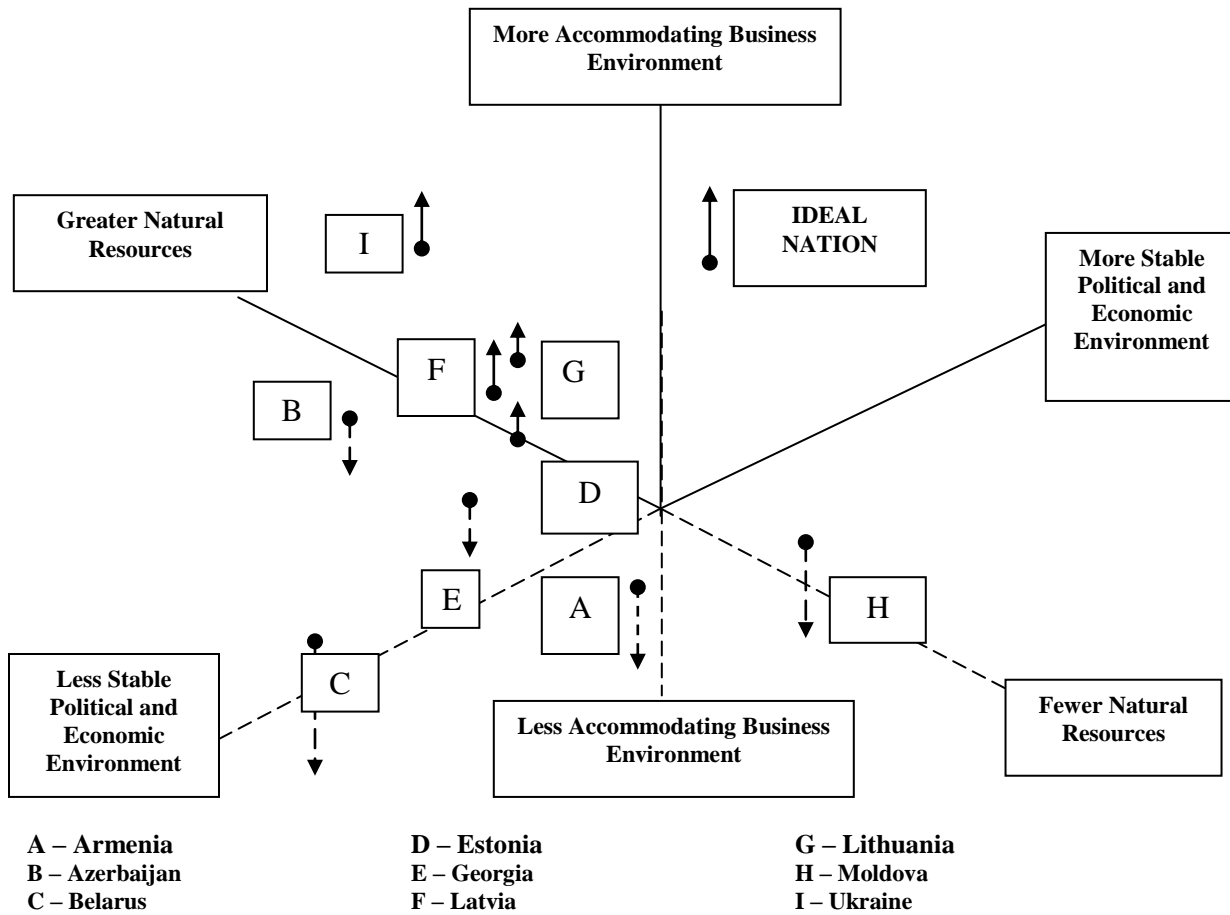 More Accommodating Business
Environment
Greater Natural
Resources
I
IDEAL
NATION
More Stable
Political and
Economic
Environment
F
G
B
D
E
A
H
C
Less Stable
Political and
Economic
Environment
Less Accommodating Business
Environment
Fewer Natural
Resources
A – Armenia
B – Azerbaijan
C – Belarus
D – Estonia
E – Georgia
F – Latvia
G – Lithuania
H – Moldova
I – Ukraine